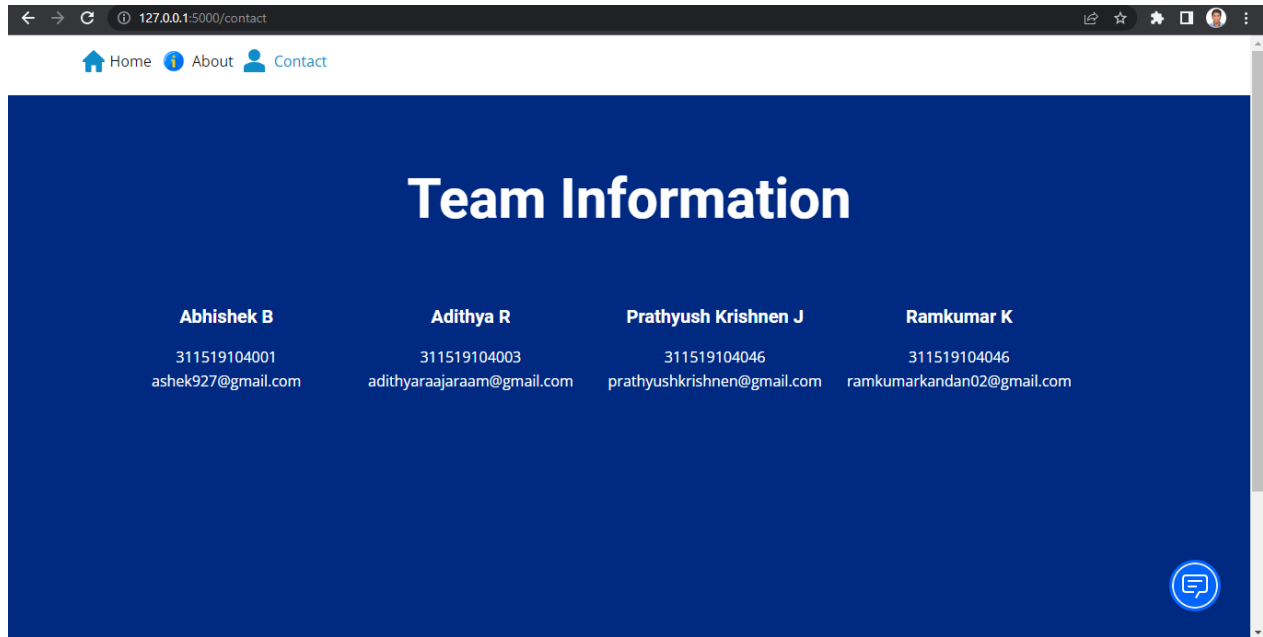 127.0.0.1:5000/contact
Home About Contact
Team Information
Abhishek B Adithya R Prathyush Krishnen J Ramkumar K
311519104001 311519104003 311519104046 311519104046
ashek927@gmail.com adithyaraajaraam@gmail.com prathyushkrishnen@gmail.com ramkumarkandan02@gmail.com